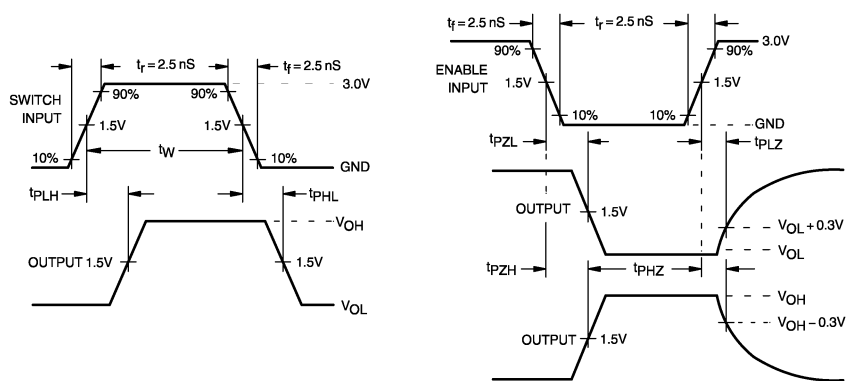 tr = 2.5 nS
tf = 2.5 nS
3.0V
SWITCH
INPUT
90%
90%
1.5V
1.5V
tW
10%
10%
GND
tPLH
tPHL
VOH
OUTPUT 1.5V
1.5V
VOL
tf = 2.5 nS
tr = 2.5 nS
3.0V
90%
90%
ENABLE
INPUT
1.5V
1.5V
10%
10%
GND
tPZL
tPLZ
OUTPUT
1.5V
VOL + 0.3V
VOL
tPZH
tPHZ
VOH
VOH − 0.3V
OUTPUT
1.5V